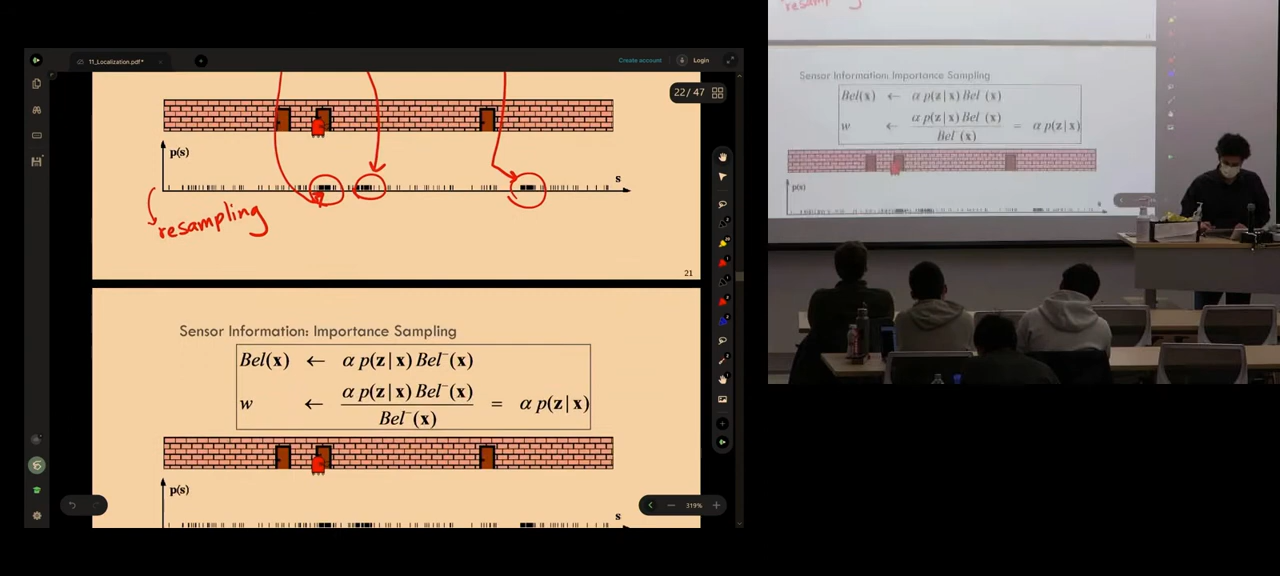 11_Localization.pdf*
Create account
Login
22 / 47
p(s)
s
resampling
21
Sensor Information: Importance Sampling
Bel(x) ← α p(z | x) Bel⁻(x)
w ← α p(z | x) Bel⁻(x) / Bel⁻(x) = α p(z | x)
p(s)
s
319%
resampling
Sensor Information: Importance Sampling
Bel(x) ← α p(z | x) Bel⁻(x)
w ← α p(z | x) Bel⁻(x) / Bel⁻(x) = α p(z | x)
p(s)